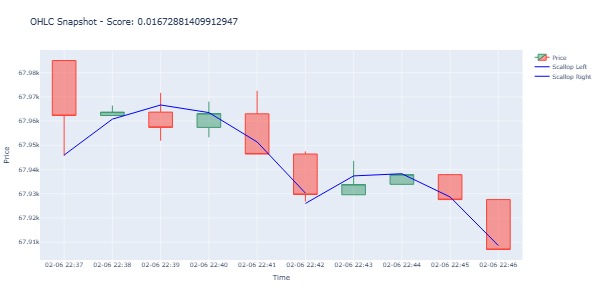 OHLC Snapshot - Score: 0.01672881409912947
67.98k
67.97k
67.96k
67.95k
67.94k
67.93k
67.92k
67.91k
Price
02-06 22:37 02-06 22:38 02-06 22:39 02-06 22:40 02-06 22:41 02-06 22:42 02-06 22:43 02-06 22:44 02-06 22:45 02-06 22:46
Time
Price
Scallop Left
Scallop Right